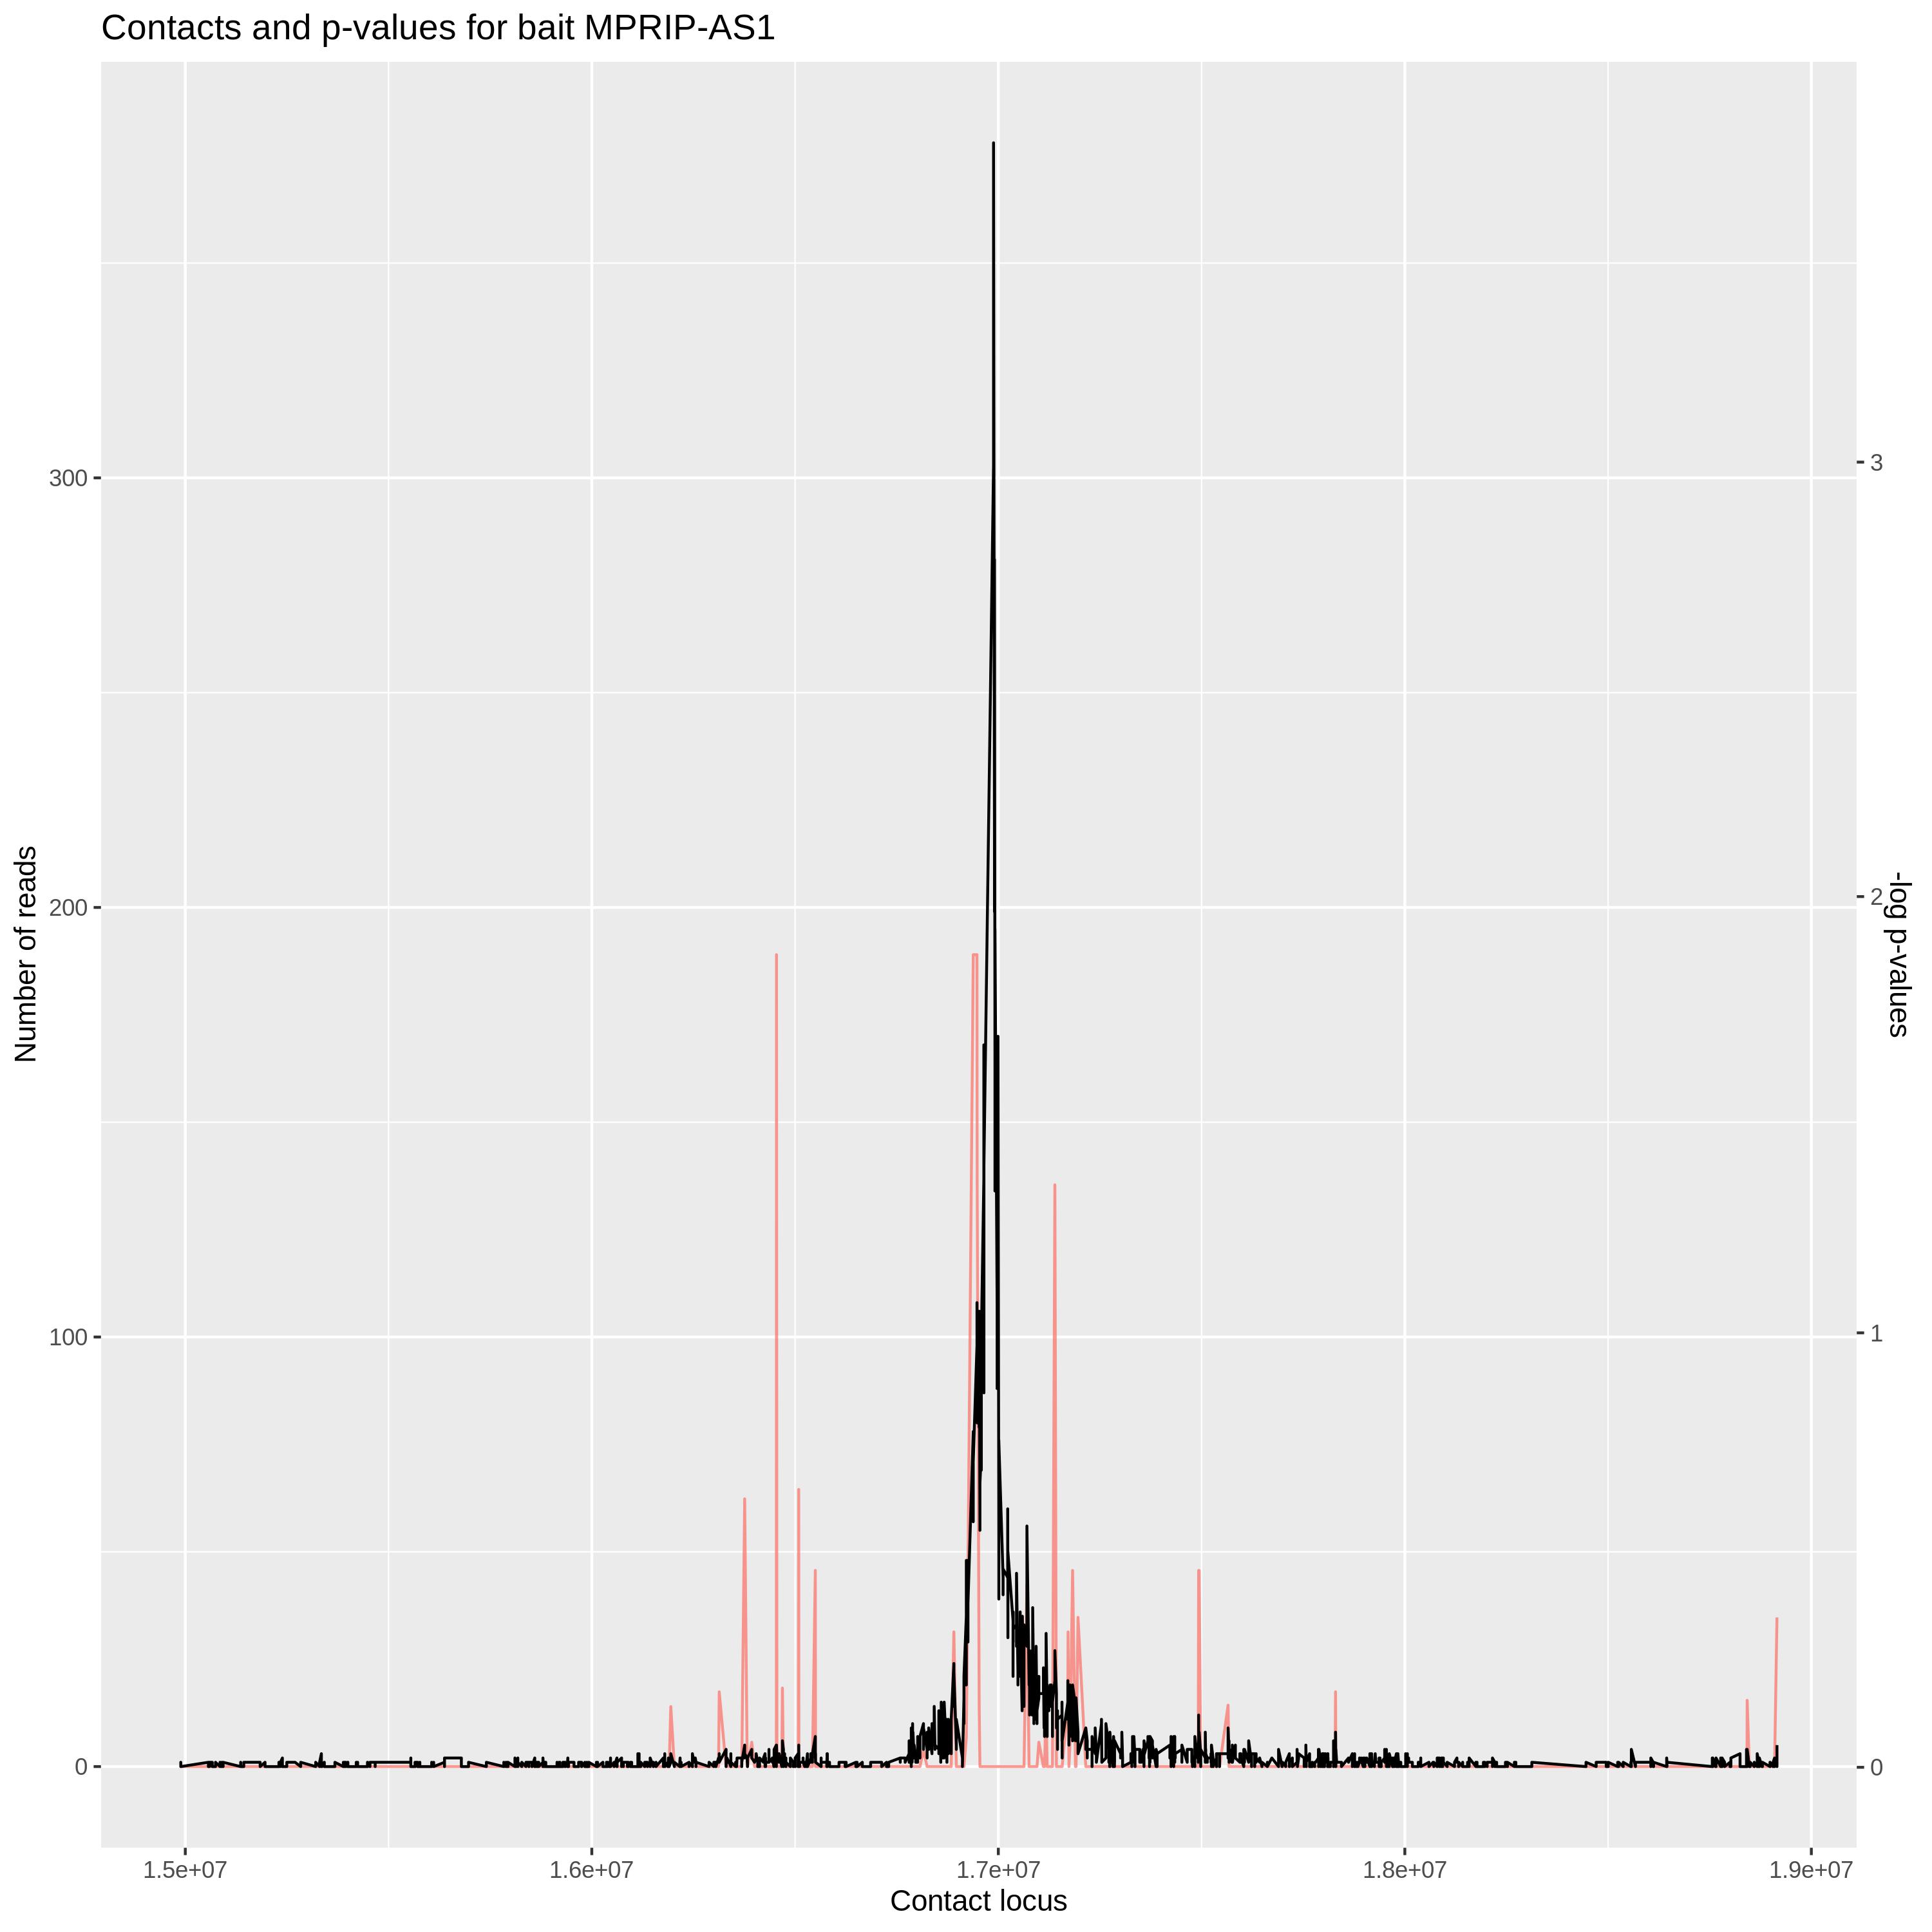 Contacts and p-values for bait MPRIP-AS1
Number of reads
300
200
100
0
3
2
1
0
-log p-values
1.5e+07
1.6e+07
1.7e+07
1.8e+07
1.9e+07
Contact locus